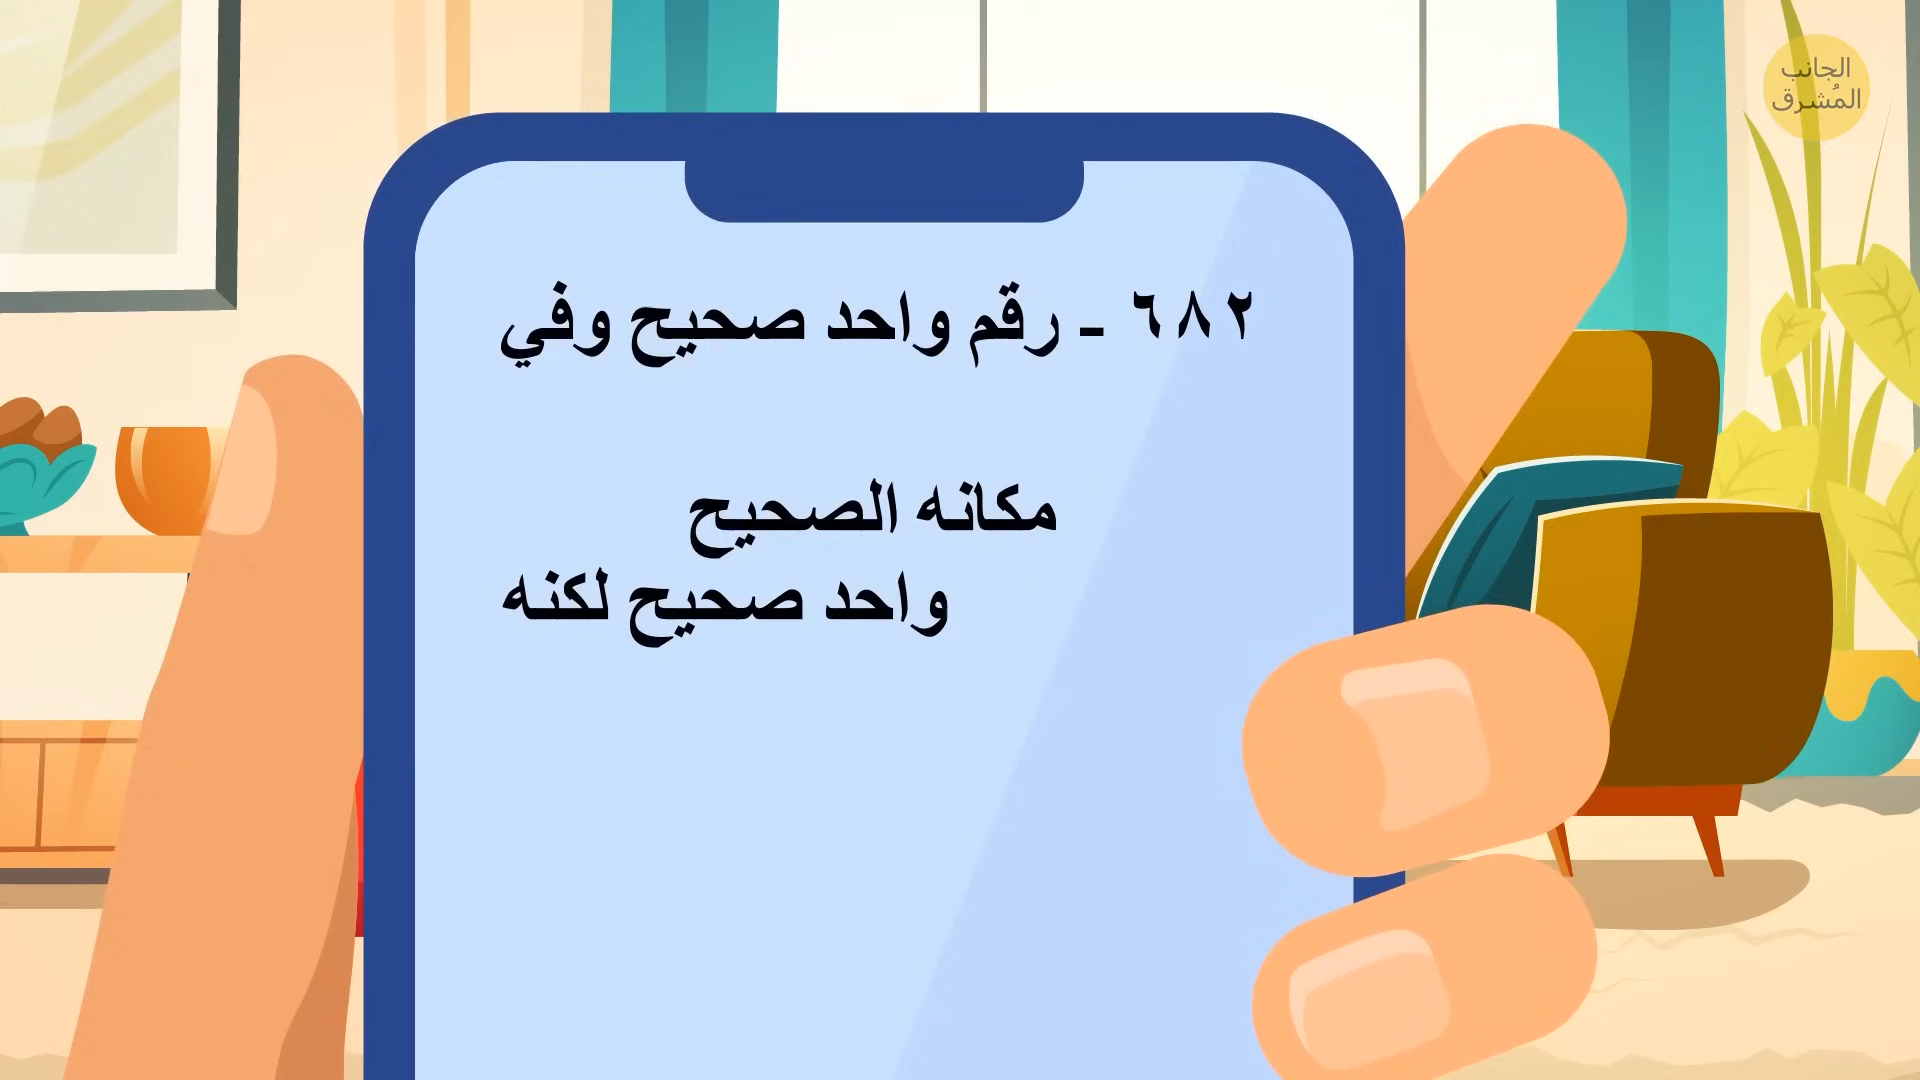 الجانب
المُشرق
٦٨٢ - رقم واحد صحيح وفي
مكانه الصحيح
واحد صحيح لكنه